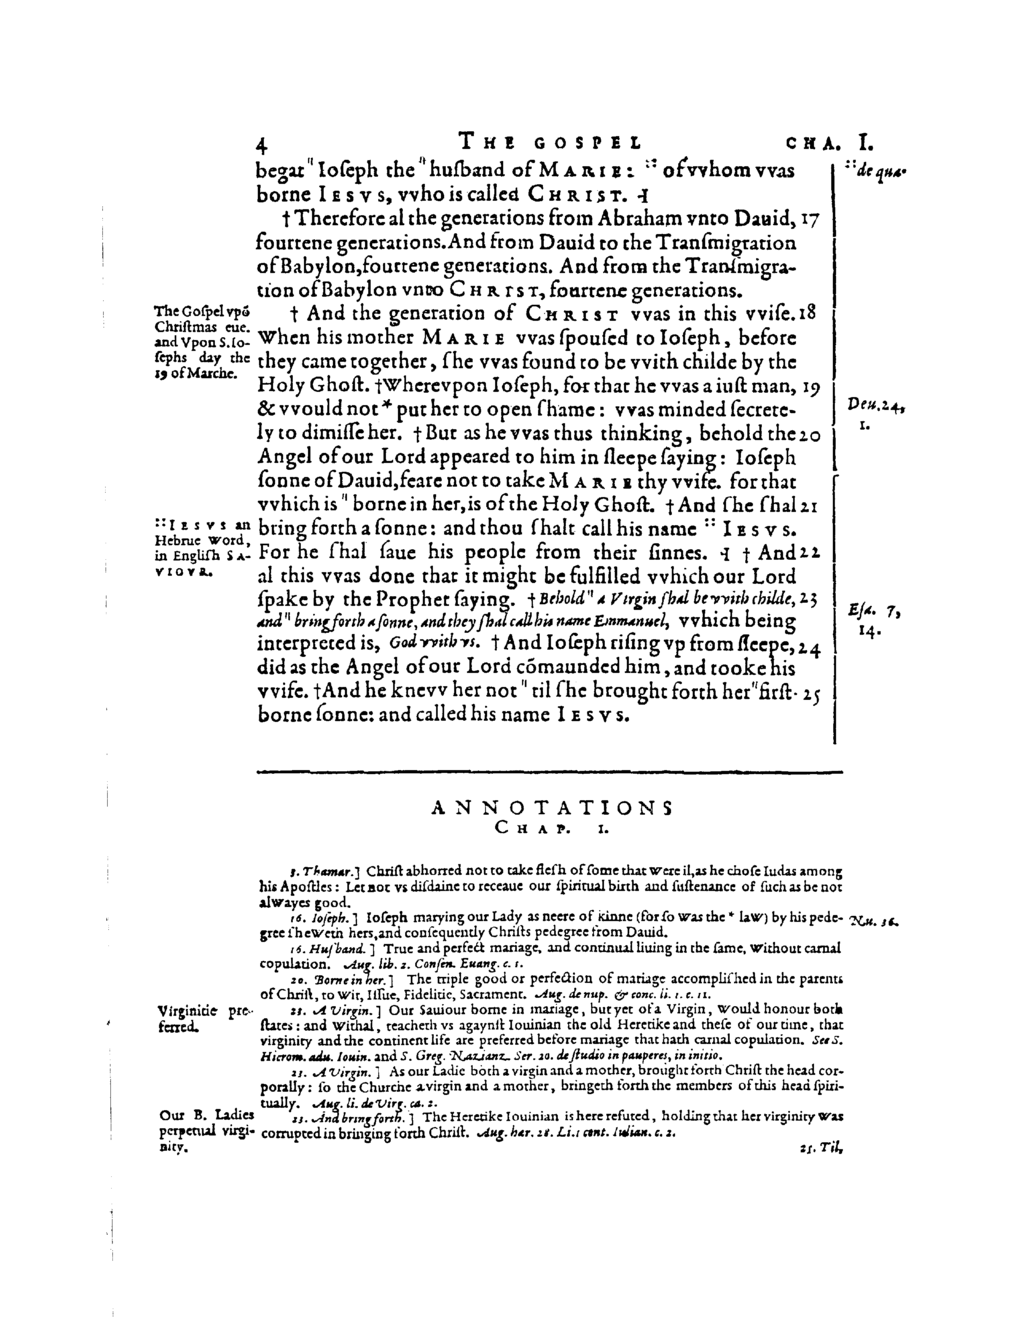 4 THE GOSPEL CHA. I.
begat " Ioſeph the " huſband of MARIE: :: of vvhom vvas
borne IESVS, vvho is called CHRIST. ⊣
:: de qua.
† Therefore al the generations from Abraham vnto Dauid, 17
fourtene generations. And from Dauid to the Tranſmigration
of Babylon, fourtene generations. And from the Tranſmigra-
tion of Babylon vnto CHRIST, fourtene generations.
The Goſpel vpõ
Chriſtmas eue.
and Vpon S. Io-
ſephs day the
19 of Marche.
† And the generation of CHRIST vvas in this vviſe. 18
When his mother MARIE vvas ſpouſed to Ioſeph, before
they came together, ſhe vvas found to be vvith childe by the
Holy Ghoſt. † Wherevpon Ioſeph, for that he vvas a iuſt man, 19
& vvould not * put her to open ſhame: vvas minded ſecrete-
ly to dimiſſe her. † But as he vvas thus thinking, behold the 20
Deu. 24,
1.
Angel of our Lord appeared to him in ſleepe ſaying: Ioſeph
ſonne of Dauid, feare not to take MARIE thy vvife. for that
vvhich is " borne in her, is of the Holy Ghoſt. † And ſhe ſhal 21
bring forth a ſonne: and thou ſhalt call his name :: IESVS.
:: IESVS an
Hebrue Word,
in Engliſh SA-
VIOVR.
For he ſhal ſaue his people from their ſinnes. ⊣ † And 22
al this vvas done that it might be fulfilled vvhich our Lord
ſpake by the Prophet ſaying. † Behold " a Virgin ſhal be vvith childe, 23
and " bring forth a ſonne, and they ſhal call his name Emmanuel, vvhich being
Eſa. 7,
14.
interpreted is, God vvith vs. † And Ioſeph riſing vp from ſleepe, 24
did as the Angel of our Lord cõmaunded him, and tooke his
vvife. † And he knevv her not " til ſhe brought forth her " firſt- 25
borne ſonne: and called his name IESVS.
ANNOTATIONS
CHAP. I.
3. Thamar.] Chriſt abhorred not to take fleſh of ſome that Were il, as he choſe Iudas among
his Apoſtles: Let not vs diſdaine to receaue our ſpiritual birth and ſuſtenance of ſuch as be not
alWayes good.
16. Ioſeph.] Ioſeph marying our Lady as neere of kinne (for ſo Was the * laW) by his pede-
gree ſheWeth hers, and conſequently Chriſts pedegree from Dauid.
Nu. 36.
16. Huſband.] True and perfect mariage, and continual liuing in the ſame, Without carnal
copulation. Aug. lib. 2. Conſen. Euang. c. 1.
20. Borne in her.] The triple good or perfection of mariage accompliſhed in the parents
of Chriſt, to Wit, Iſſue, Fidelitie, Sacrament. Aug. de nup. & conc. li. 1. c. 11.
Virginitie pre-
ferred.
23. A Virgin.] Our Sauiour borne in mariage, but yet of a Virgin, Would honour both
ſtates: and Withal, teacheth vs agaynſt Iouinian the old Heretike and theſe of our time, that
virginity and the continent life are preferred before mariage that hath carnal copulation. See S.
Hierom. adu. Iouin. and S. Greg. Nazianz. Ser. 20. de ſtudio in pauperes, in initio.
23. A Virgin.] As our Ladie both a virgin and a mother, brought forth Chriſt the head cor-
porally: ſo the Churche a virgin and a mother, bringeth forth the members of this head ſpiri-
tually. Aug. li. de Virg. ca. 2.
Our B. Ladies
perpetual virgi-
nity.
23. And bring forth.] The Heretike Iouinian is here refuted, holding that her virginity Was
corrupted in bringing forth Chriſt. Aug. hær. 82. Li. 1 cont. Iulian. c. 2.
25. Til,